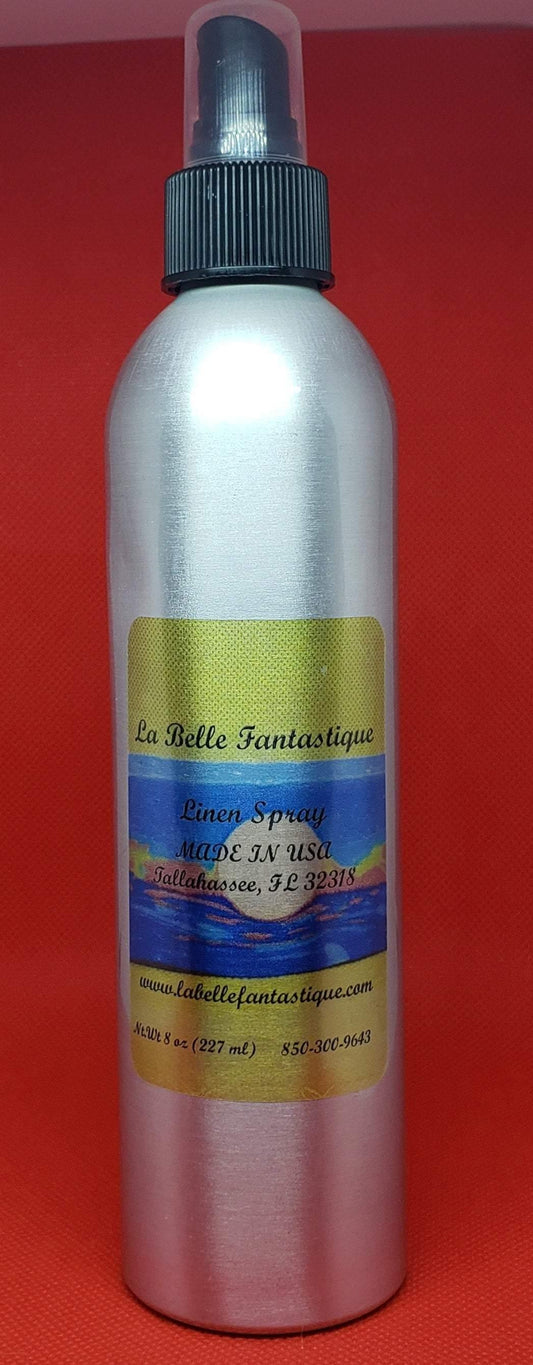 La Belle Fantastique
Linen Spray
MADE IN USA
Tallahassee, FL 32318
www.labellefantastique.com
Nt.Wt 8 oz (227 ml) 850-300-9643